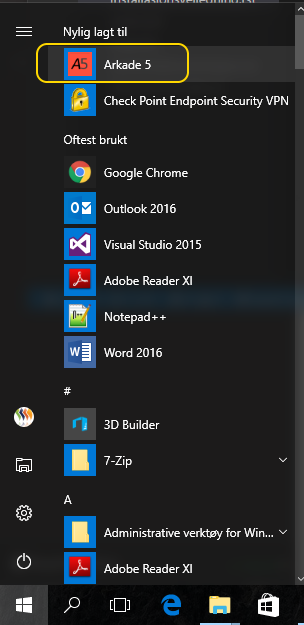 Nylig lagt til
A5 Arkade 5
Check Point Endpoint Security VPN
Oftest brukt
Google Chrome
Outlook 2016
Visual Studio 2015
Adobe Reader XI
Notepad++
Word 2016
#
3D Builder
7-Zip
A
Administrative verktøy for Win...
Adobe Reader XI